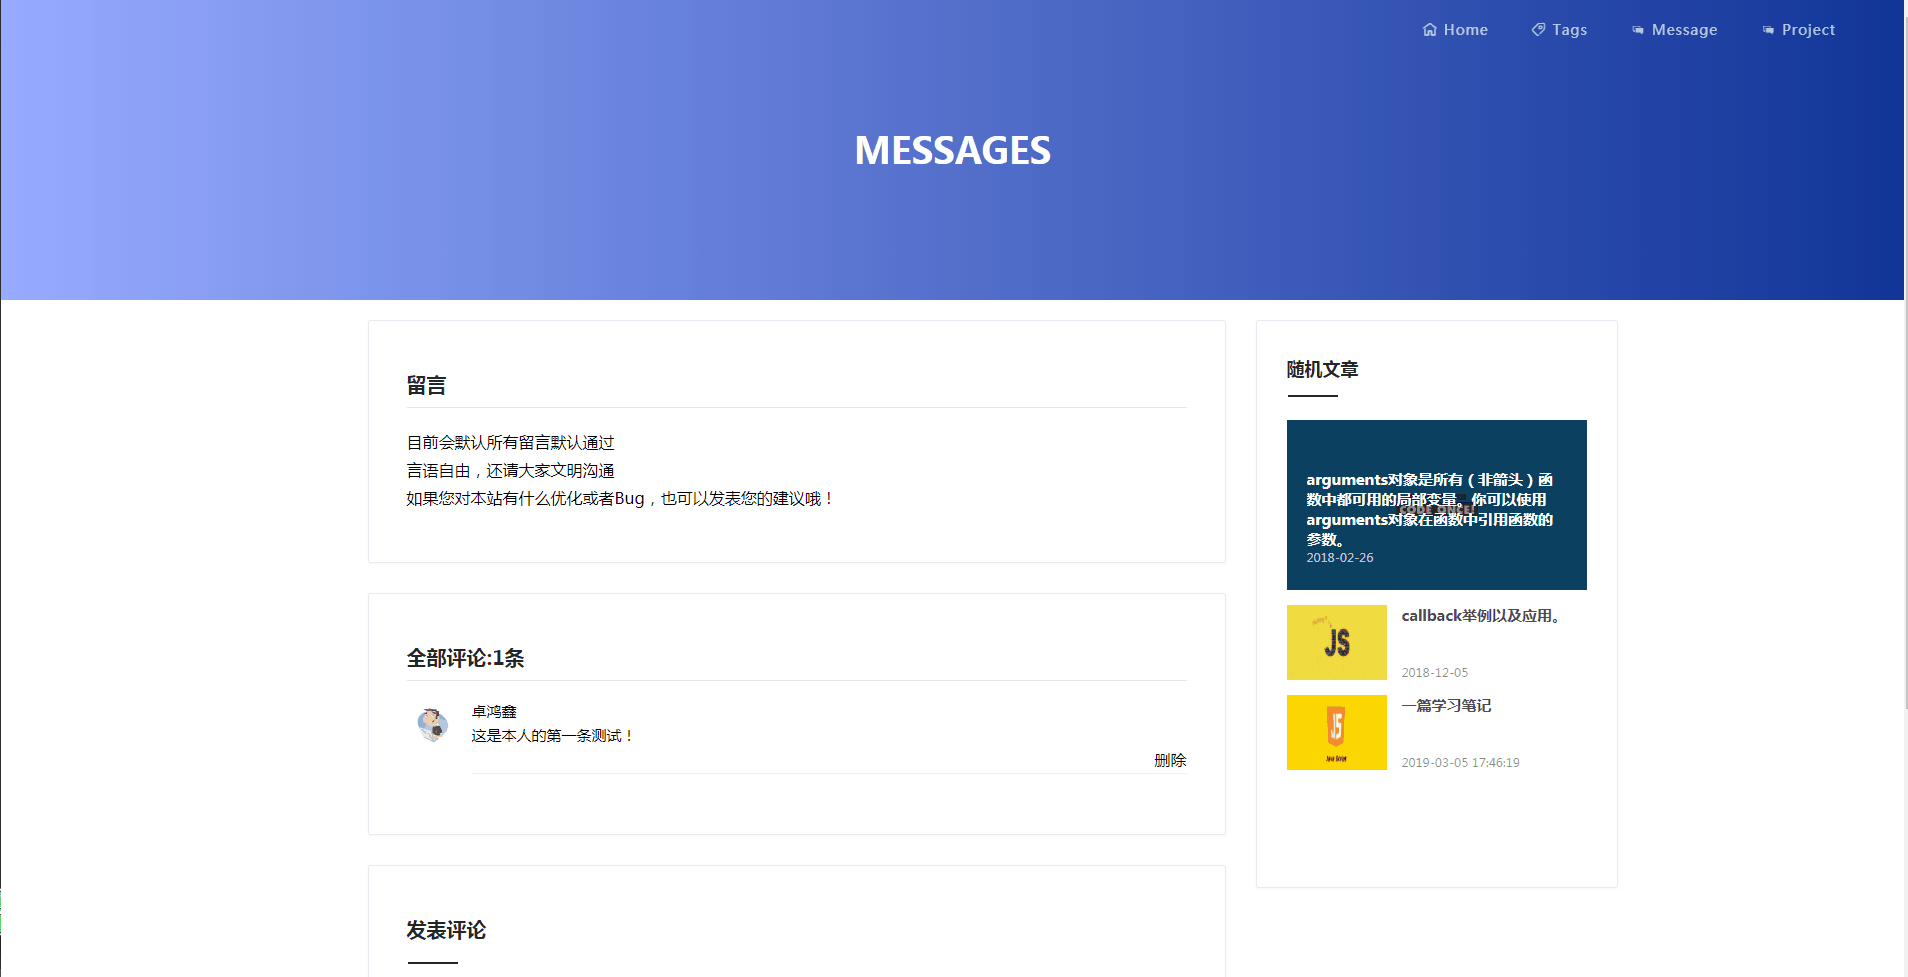 Home
Tags
Message
Project
MESSAGES
留言
目前会默认所有留言默认通过
言语自由，还请大家文明沟通
如果您对本站有什么优化或者Bug，也可以发表您的建议哦！
全部评论:1条
卓鸿鑫
这是本人的第一条测试！
删除
发表评论
随机文章
arguments对象是所有（非箭头）函
数中都可用的局部变量。你可以使用
arguments对象在函数中引用函数的
参数。
CODE ONCE!
2018-02-26
JS
callback举例以及应用。
2018-12-05
JS
Java Script
一篇学习笔记
2019-03-05 17:46:19